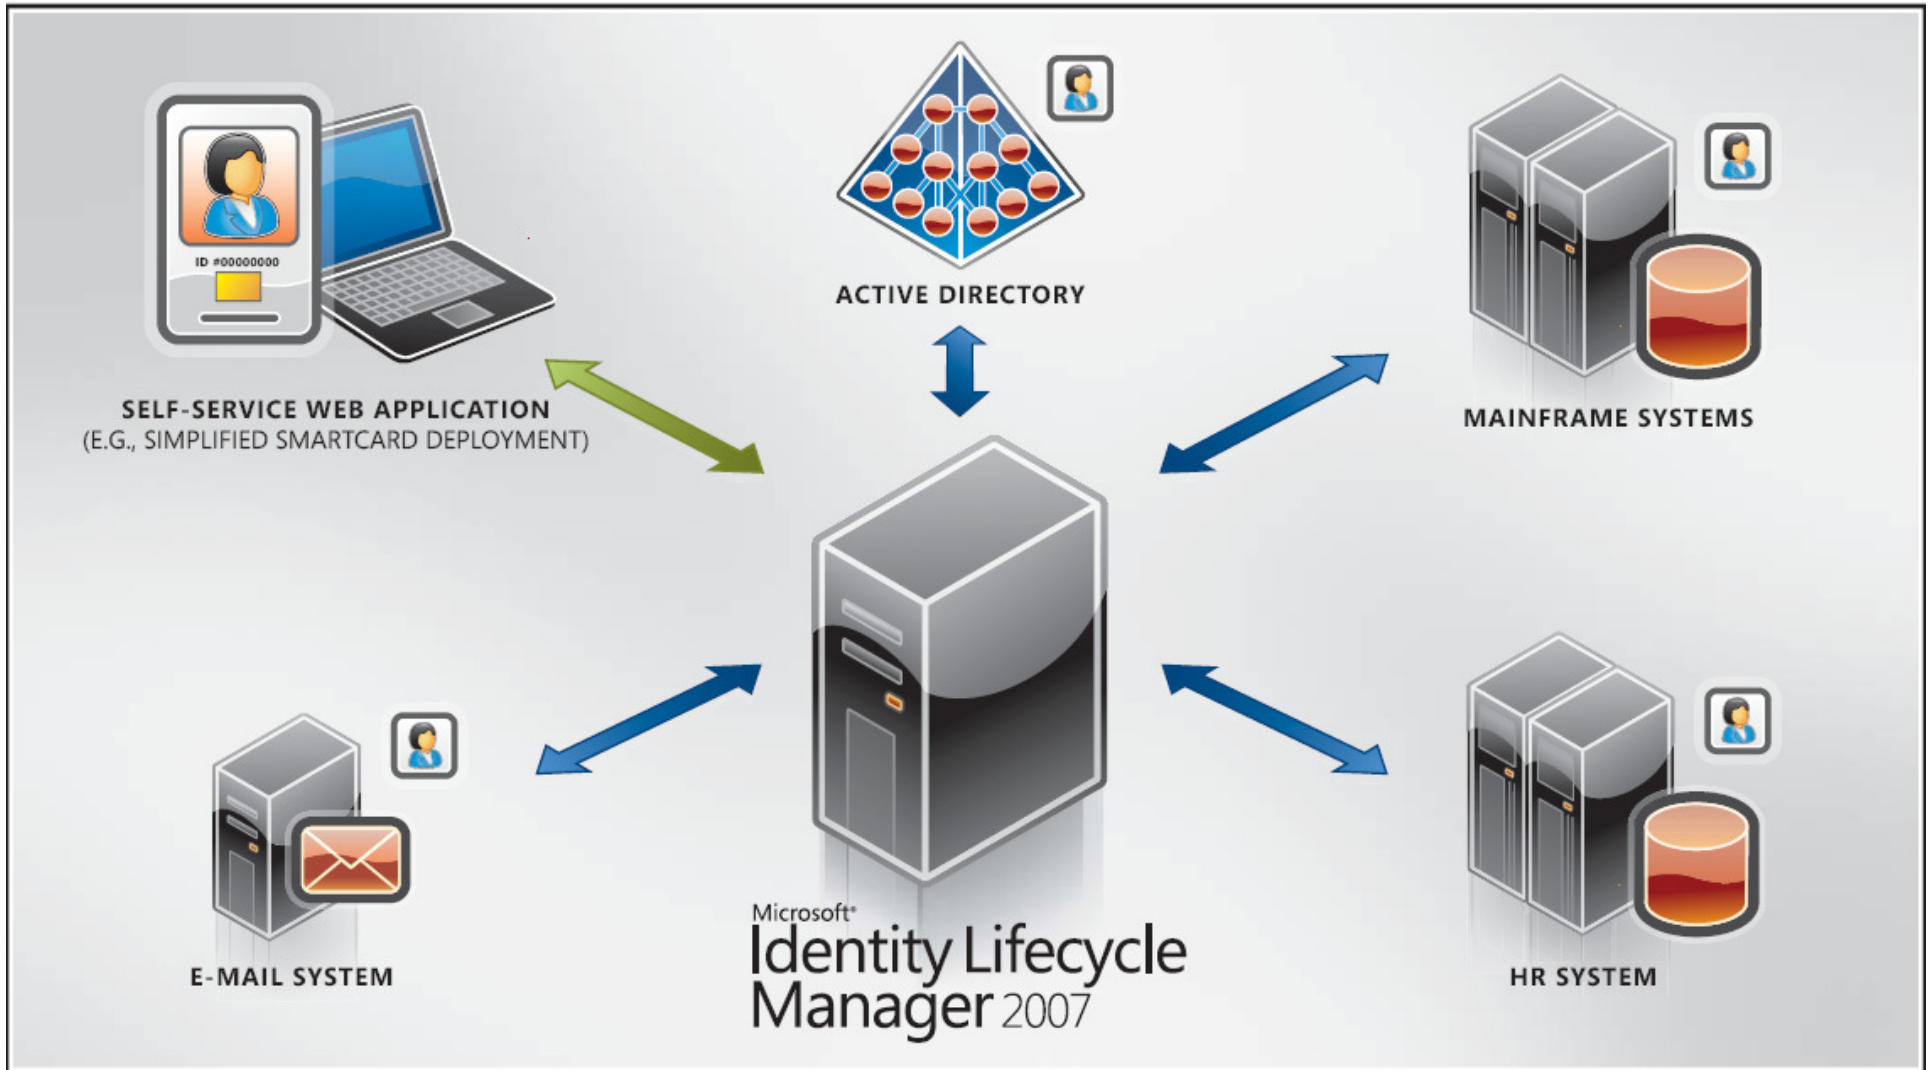 ID #00000000
SELF-SERVICE WEB APPLICATION
(E.G., SIMPLIFIED SMARTCARD DEPLOYMENT)
ACTIVE DIRECTORY
MAINFRAME SYSTEMS
E-MAIL SYSTEM
Microsoft®
Identity Lifecycle
Manager 2007
HR SYSTEM